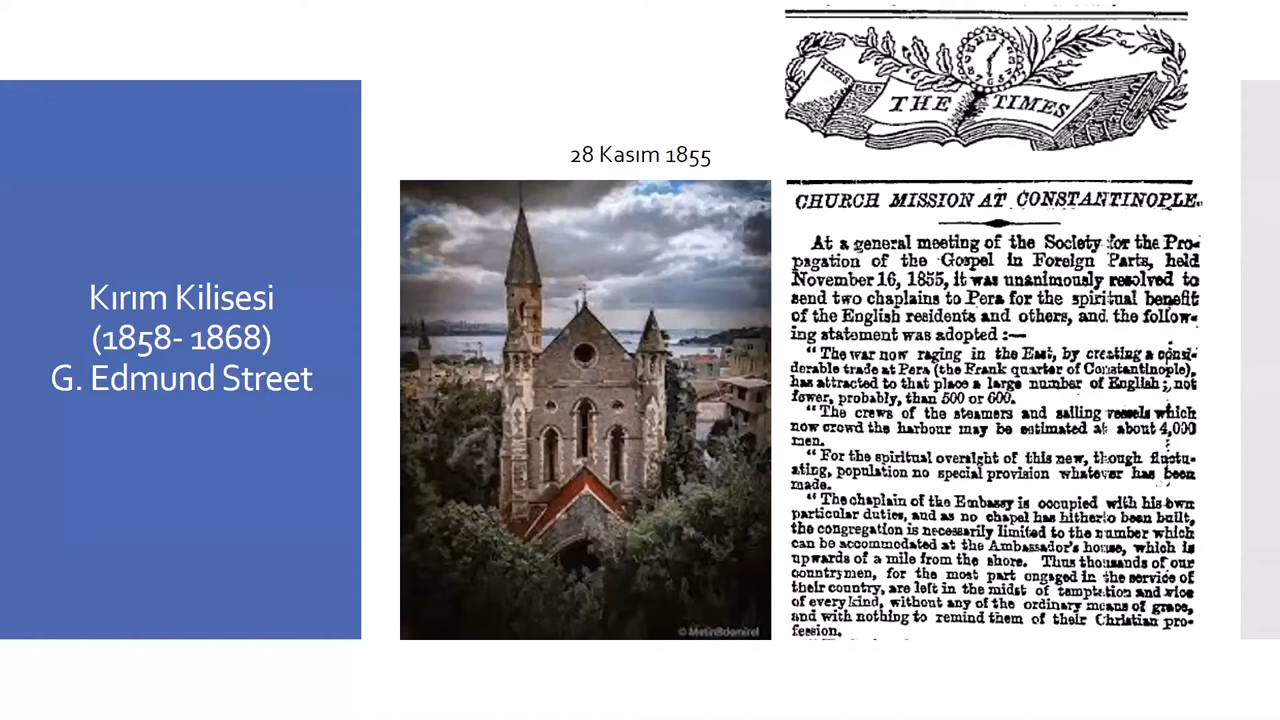 Kırım Kilisesi
(1858- 1868)
G. Edmund Street
28 Kasım 1855
THE TIMES
CHURCH MISSION AT CONSTANTINOPLE.
At a general meeting of the Society for the Pro-
pagation of the Gospel in Foreign Parts, held
November 16, 1855, it was unanimously resolved to
send two chaplains to Pera for the spiritual benefit
of the English residents and others, and the follow-
ing statement was adopted :—
"The war now raging in the East, by creating a consi-
derable trade at Pera (the Frank quarter of Constantinople),
has attracted to that place a large number of English; not
fewer, probably, than 500 or 600.
"The crews of the steamers and sailing vessels which
now crowd the harbour may be estimated at about 4,000
men.
"For the spiritual oversight of this new, though fluctu-
ating, population no special provision whatever has been
made.
"The chaplain of the Embassy is occupied with his own
particular duties, and as no chapel has hitherto been built,
the congregation is necessarily limited to the number which
can be accommodated at the Ambassador's house, which is
upwards of a mile from the shore. Thus thousands of our
countrymen, for the most part engaged in the service of
their country, are left in the midst of temptation and vice
of every kind, without any of the ordinary means of grace,
and with nothing to remind them of their Christian pro-
fession.